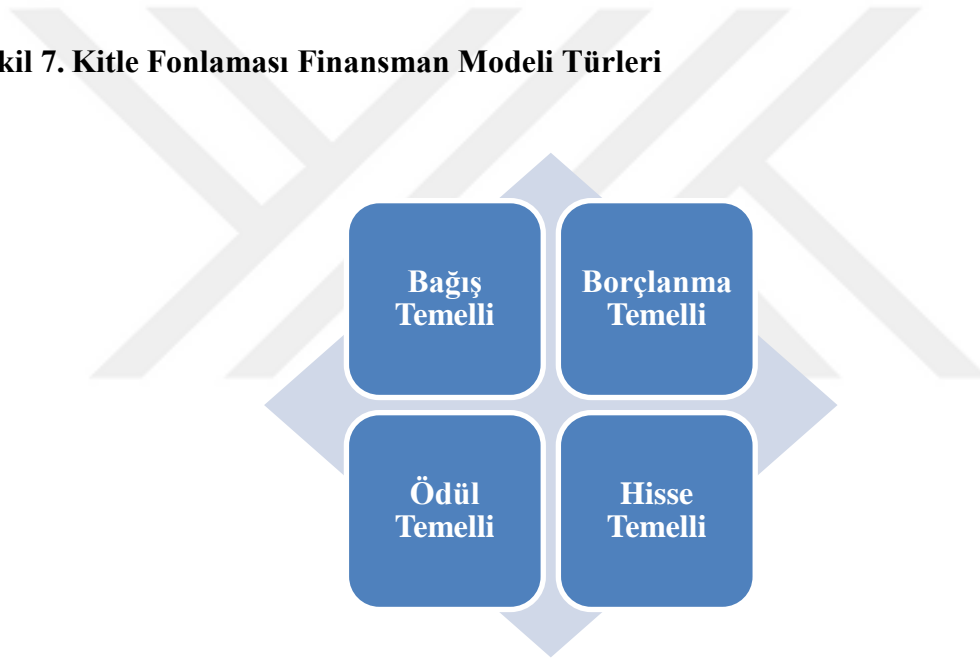 kil 7. Kitle Fonlaması Finansman Modeli Türleri
Bağış
Temelli
Borçlanma
Temelli
Ödül
Temelli
Hisse
Temelli